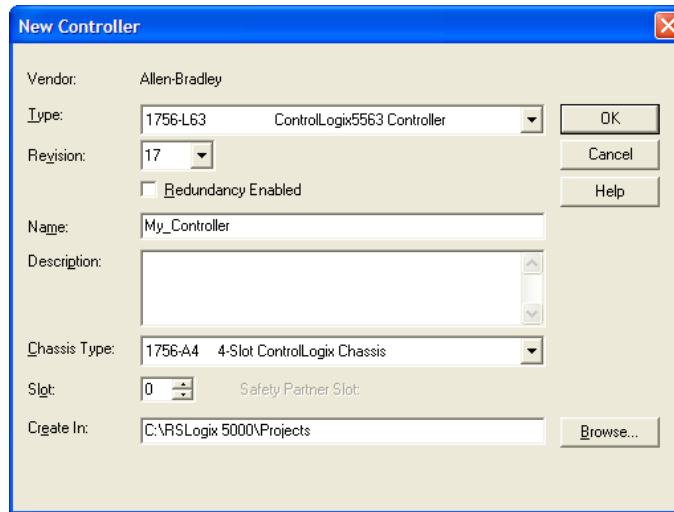 New Controller
Vendor: Allen-Bradley
Type: 1756-L63 ControlLogix5563 Controller OK
Revision: 17 Cancel
Redundancy Enabled Help
Name: My_Controller
Description:
Chassis Type: 1756-A4 4-Slot ControlLogix Chassis
Slot: 0 Safety Partner Slot:
Create In: C:\RSLogix 5000\Projects Browse...